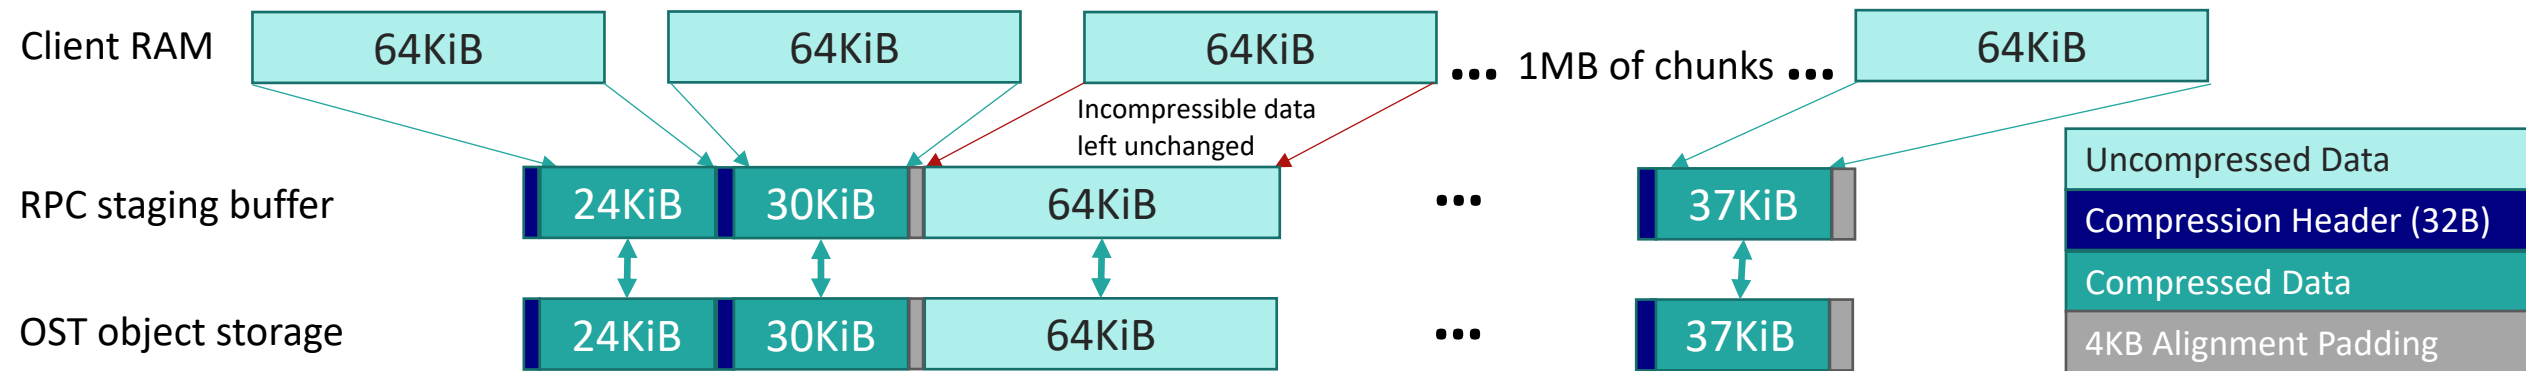 Client RAM
64KiB
64KiB
64KiB
... 1MB of chunks ...
64KiB
Incompressible data
left unchanged
RPC staging buffer
24KiB
30KiB
64KiB
...
37KiB
OST object storage
24KiB
30KiB
64KiB
...
37KiB
Uncompressed Data
Compression Header (32B)
Compressed Data
4KB Alignment Padding